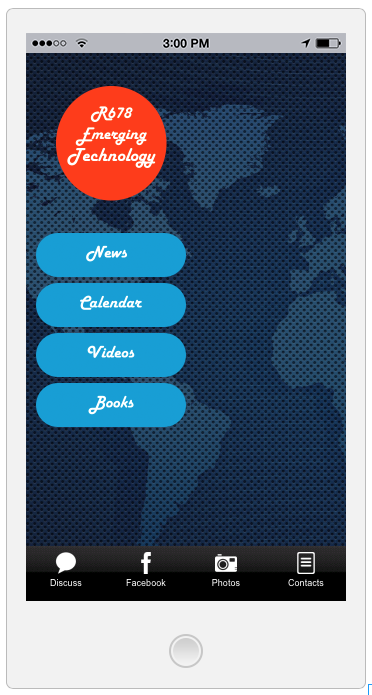 3:00 PM
R678
Emerging
Technology
News
Calendar
Videos
Books
Discuss
Facebook
Photos
Contacts